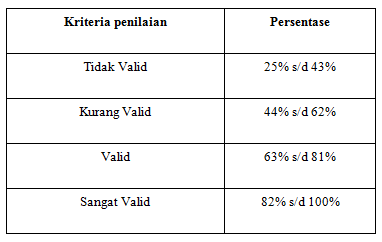 Kriteria penilaian Persentase
Tidak Valid 25% s/d 43%
Kurang Valid 44% s/d 62%
Valid 63% s/d 81%
Sangat Valid 82% s/d 100%